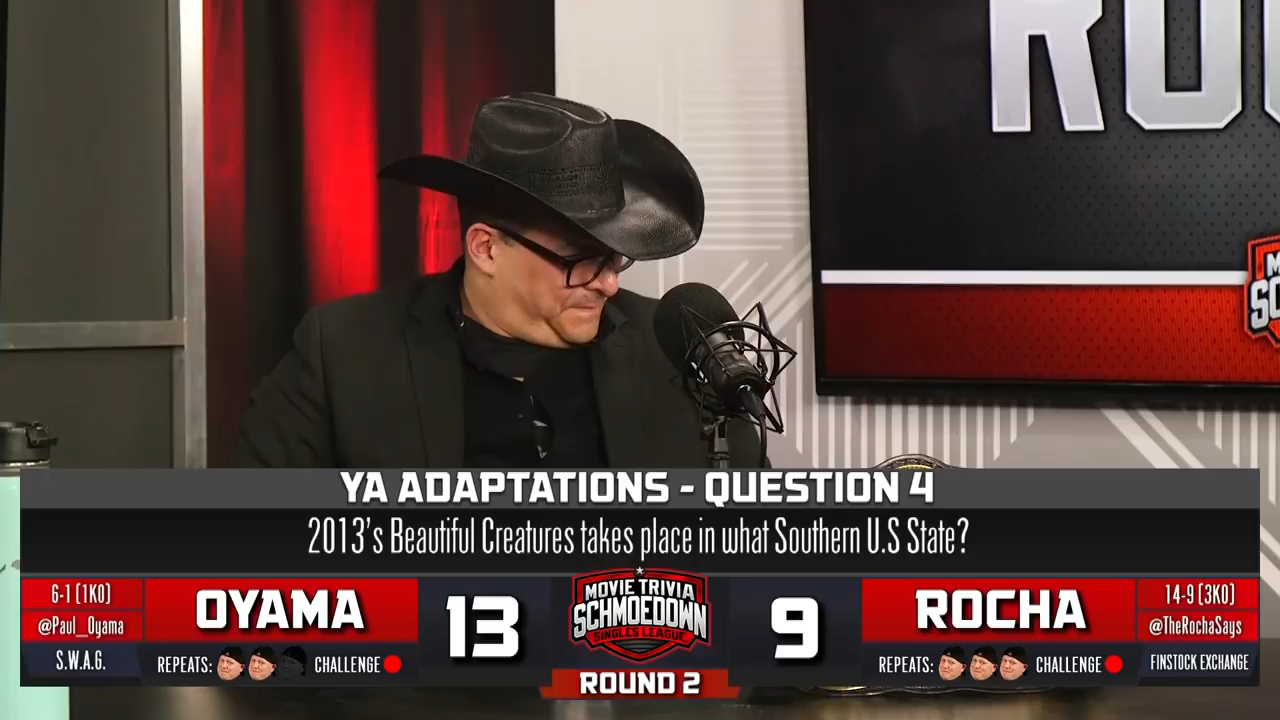 YA ADAPTATIONS - QUESTION 4
2013's Beautiful Creatures takes place in what Southern U.S State?
6-1 (1KO)
@Paul_Oyama
S.W.A.G.
OYAMA
REPEATS:
CHALLENGE
13
MOVIE TRIVIA
SCHMOEDOWN
SINGLES LEAGUE
ROUND 2
9
ROCHA
REPEATS:
CHALLENGE
14-9 (3KO)
@TheRochaSays
FINSTOCK EXCHANGE